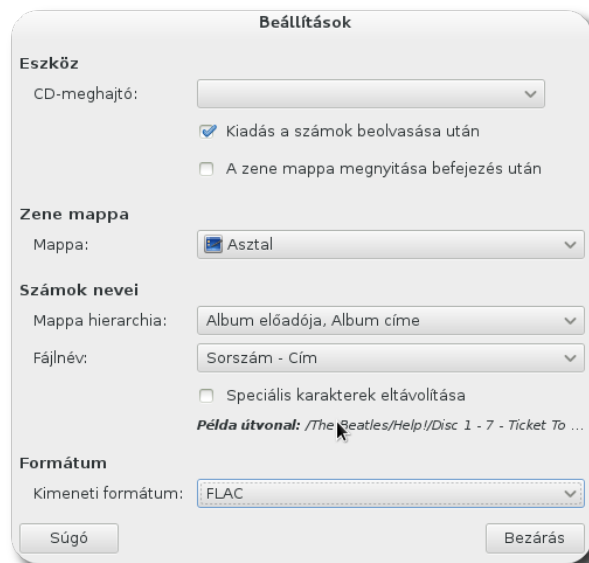 Beállítások
Eszköz
CD-meghajtó:
Kiadás a számok beolvasása után
A zene mappa megnyitása befejezés után
Zene mappa
Mappa: Asztal
Számok nevei
Mappa hierarchia: Album előadója, Album címe
Fájlnév: Sorszám - Cím
Speciális karakterek eltávolítása
Példa útvonal: /The Beatles/Help!/Disc 1 - 7 - Ticket To ...
Formátum
Kimeneti formátum: FLAC
Súgó Bezárás